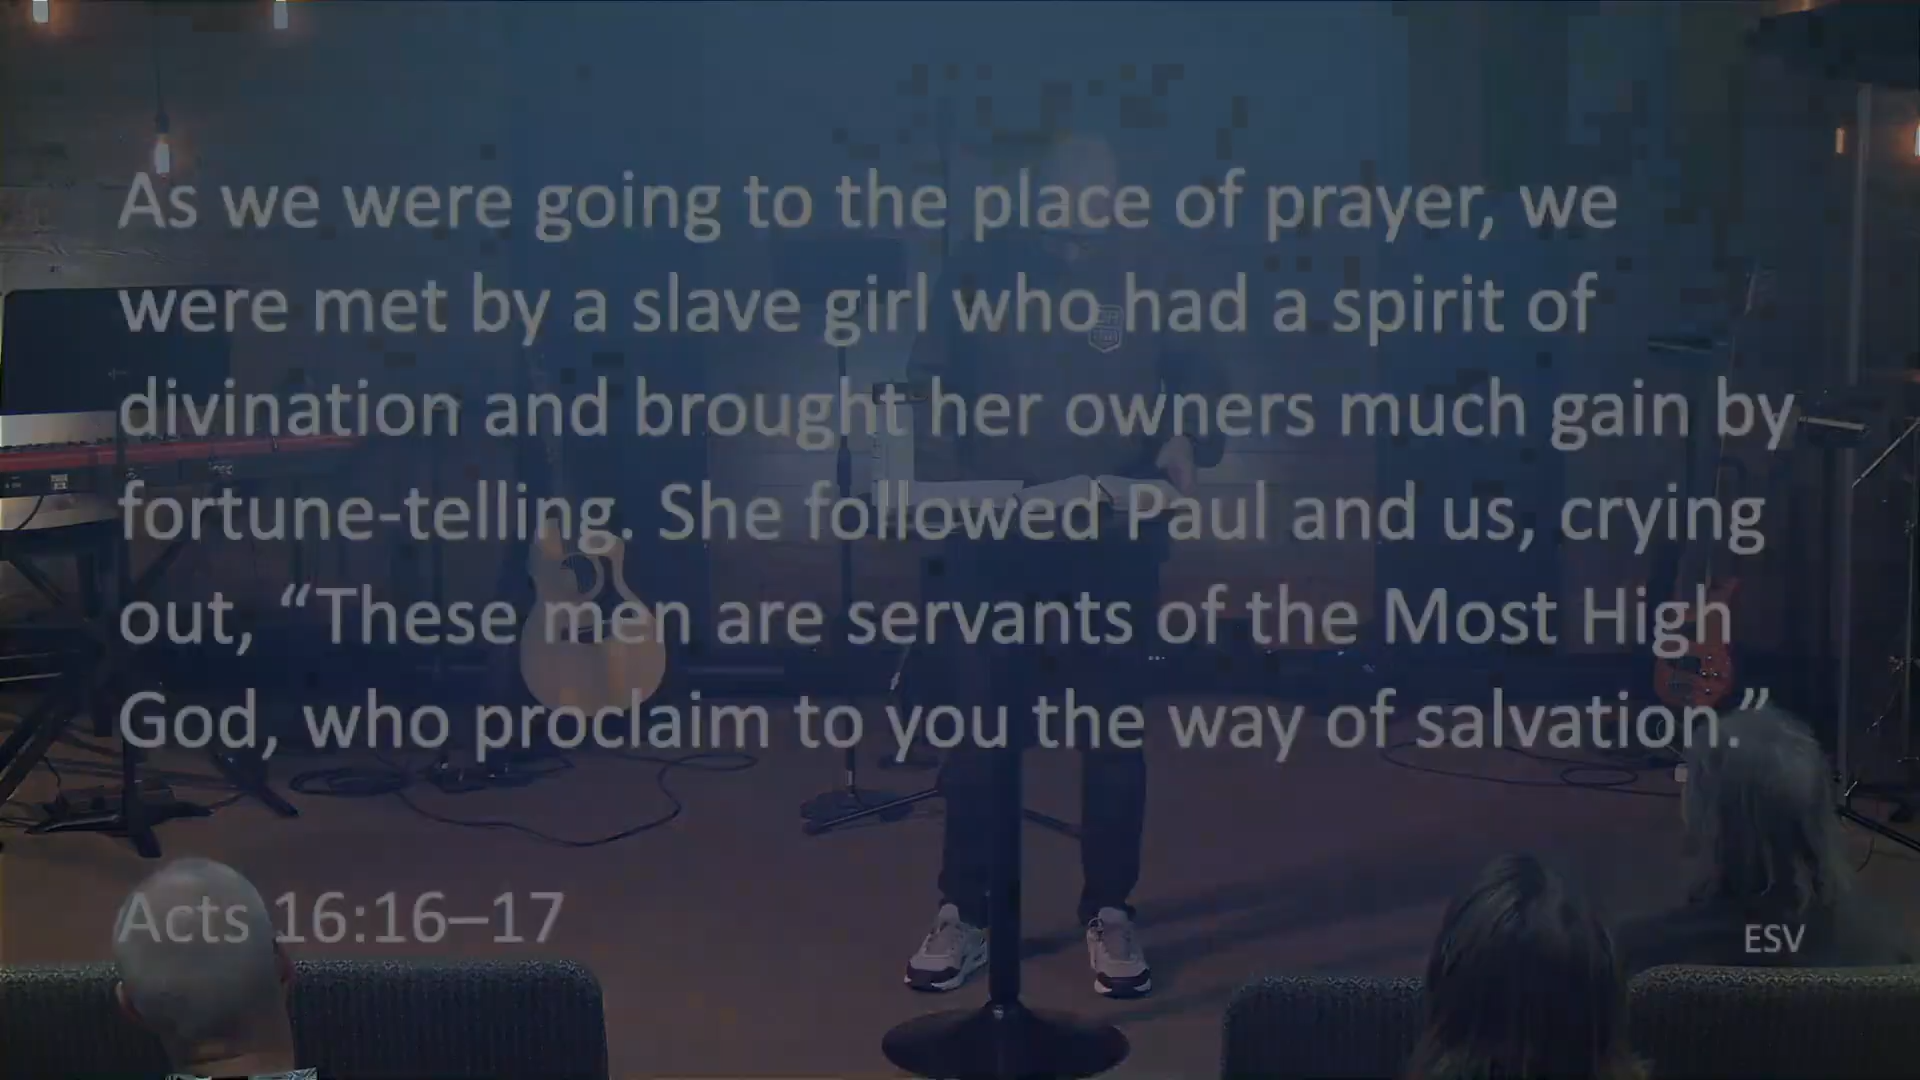 As we were going to the place of prayer, we
were met by a slave girl who had a spirit of
divination and brought her owners much gain by
fortune-telling. She followed Paul and us, crying
out, “These men are servants of the Most High
God, who proclaim to you the way of salvation.”
Acts 16:16–17
ESV